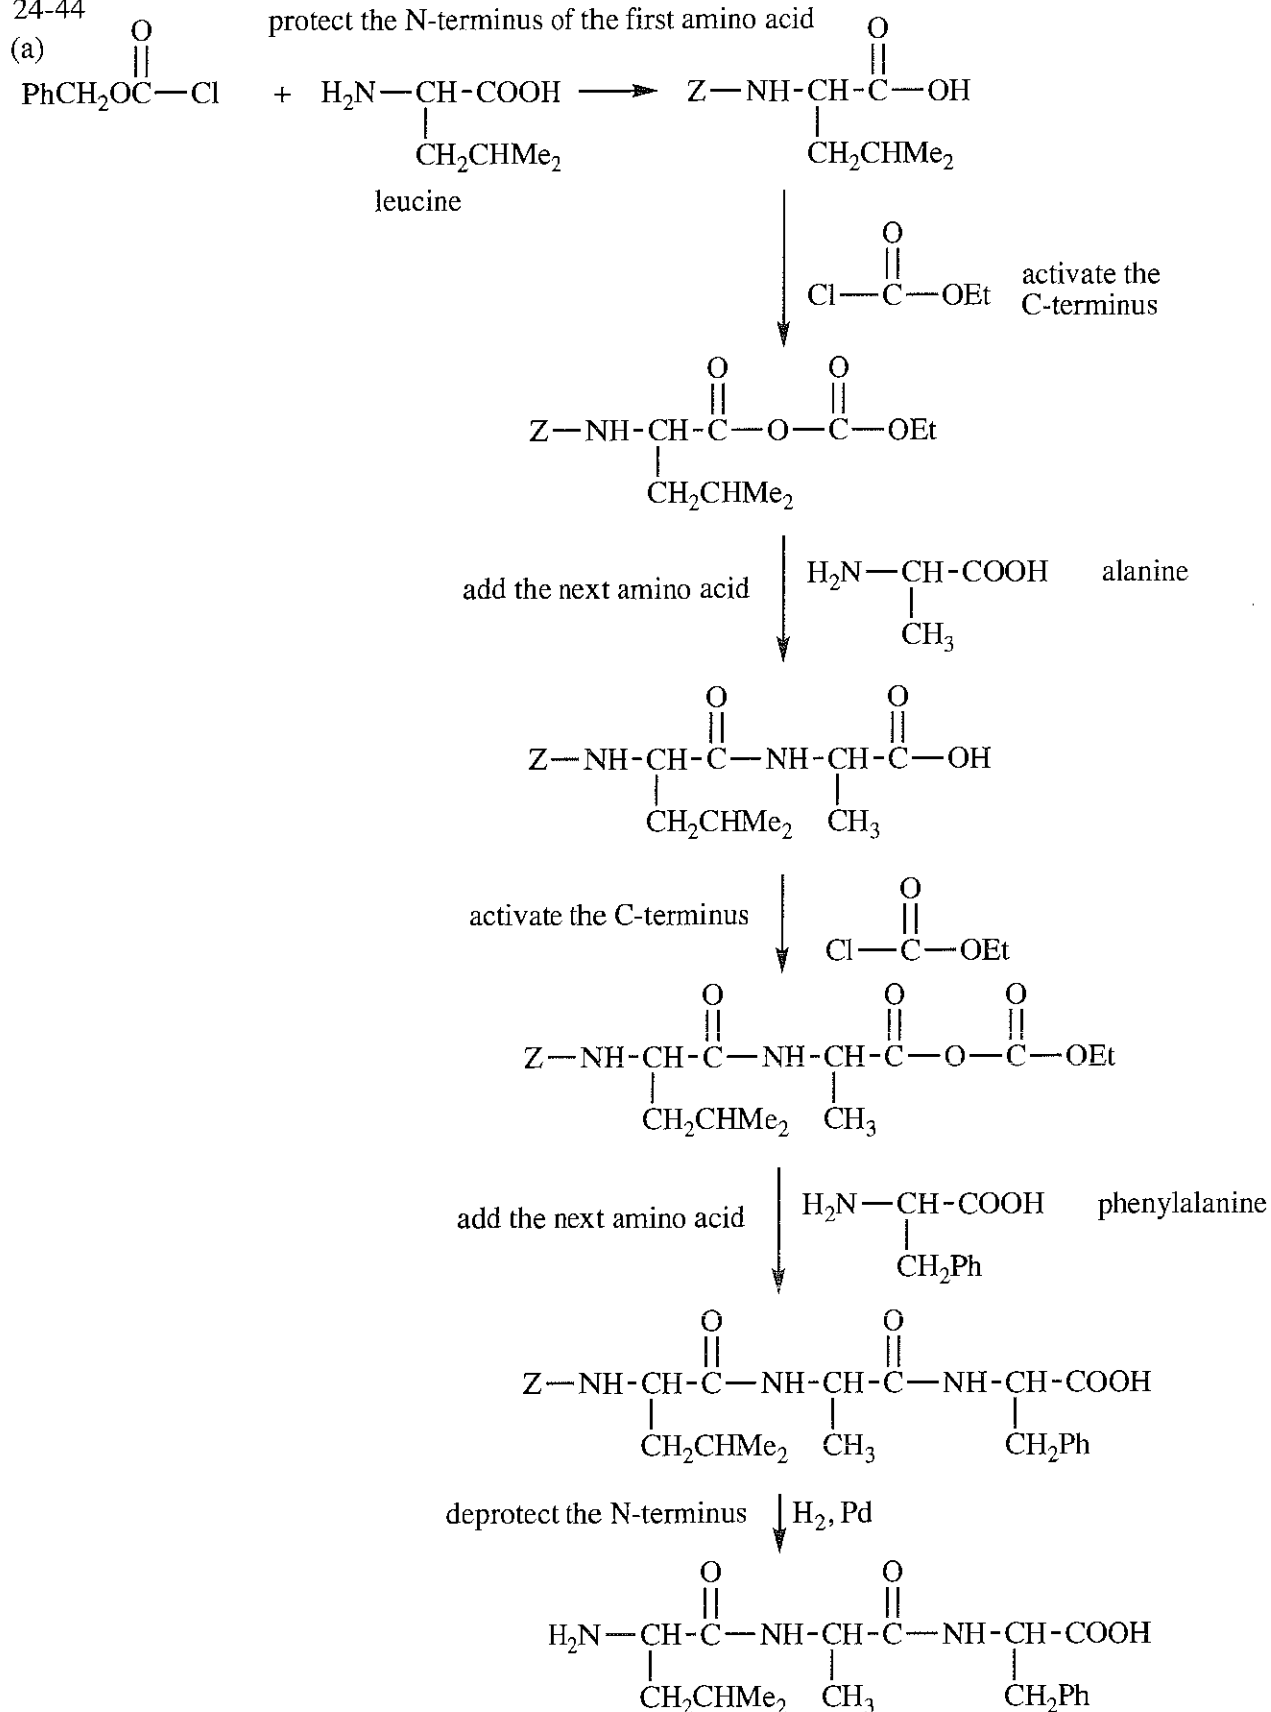 24-44
protect the N-terminus of the first amino acid
(a)
O
O
PhCH₂OC—Cl + H₂N—CH-COOH Z—NH-CH-C—OH
CH₂CHMe₂
CH₂CHMe₂
leucine
O
Cl—C—OEt
activate the
C-terminus
O O
Z—NH-CH-C—O—C—OEt
CH₂CHMe₂
add the next amino acid
H₂N—CH-COOH alanine
CH₃
O O
Z—NH-CH-C—NH-CH-C—OH
CH₂CHMe₂ CH₃
activate the C-terminus
O
Cl—C—OEt
O O O
Z—NH-CH-C—NH-CH-C—O—C—OEt
CH₂CHMe₂ CH₃
add the next amino acid
H₂N—CH-COOH phenylalanine
CH₂Ph
O O
Z—NH-CH-C—NH-CH-C—NH-CH-COOH
CH₂CHMe₂ CH₃ CH₂Ph
deprotect the N-terminus H₂, Pd
O O
H₂N—CH-C—NH-CH-C—NH-CH-COOH
CH₂CHMe₂ CH₃ CH₂Ph